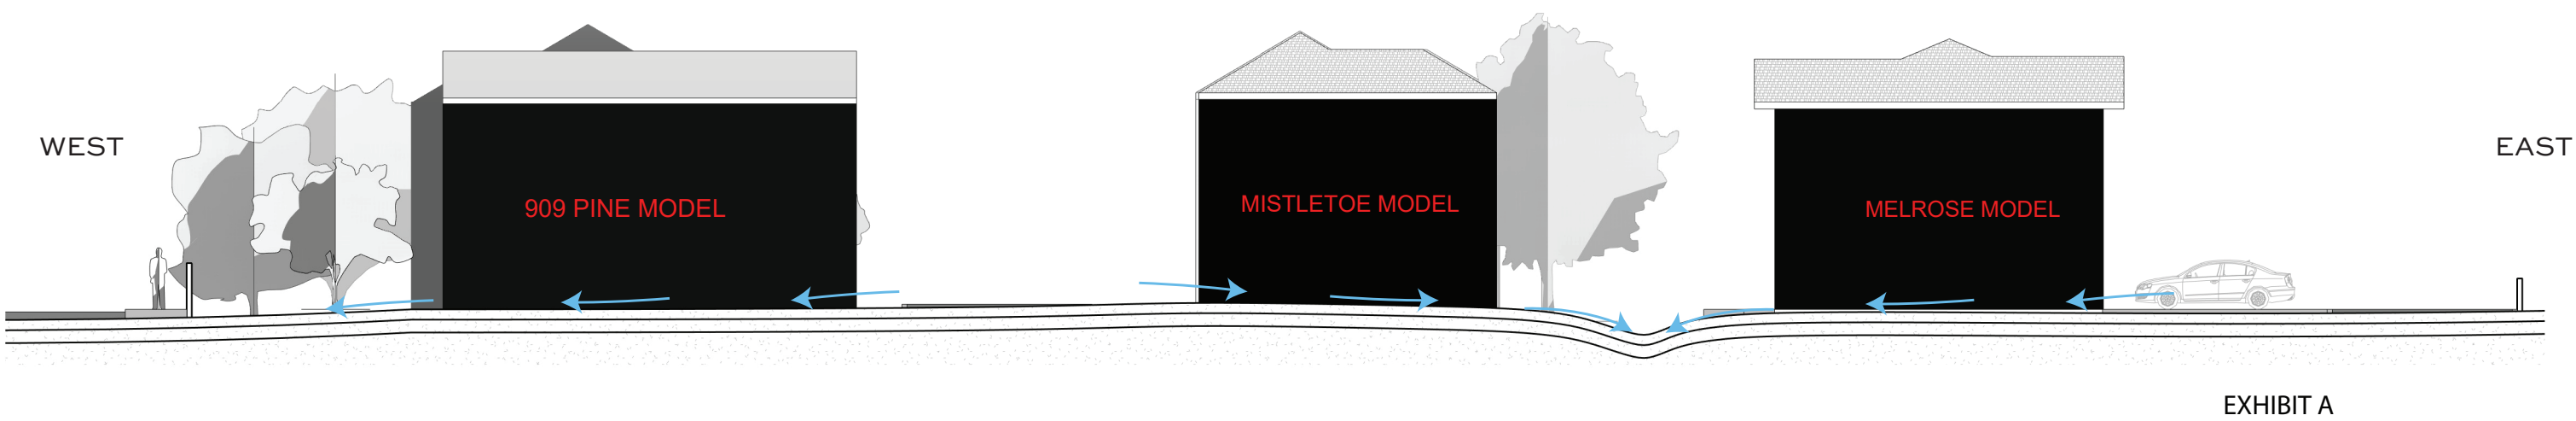 WEST
909 PINE MODEL
MISTLETOE MODEL
MELROSE MODEL
EAST
EXHIBIT A